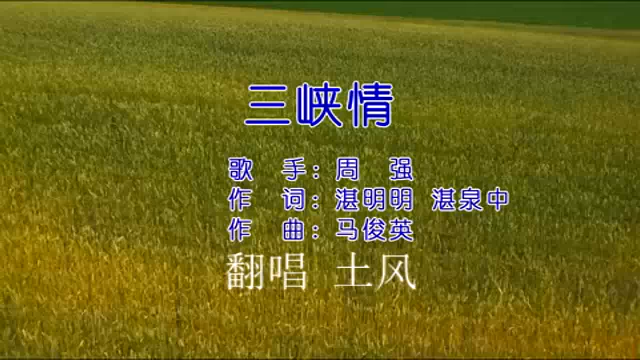 三峡情
歌 手：周 强
作 词：湛明明 湛泉中
作 曲：马俊英
翻唱 土风